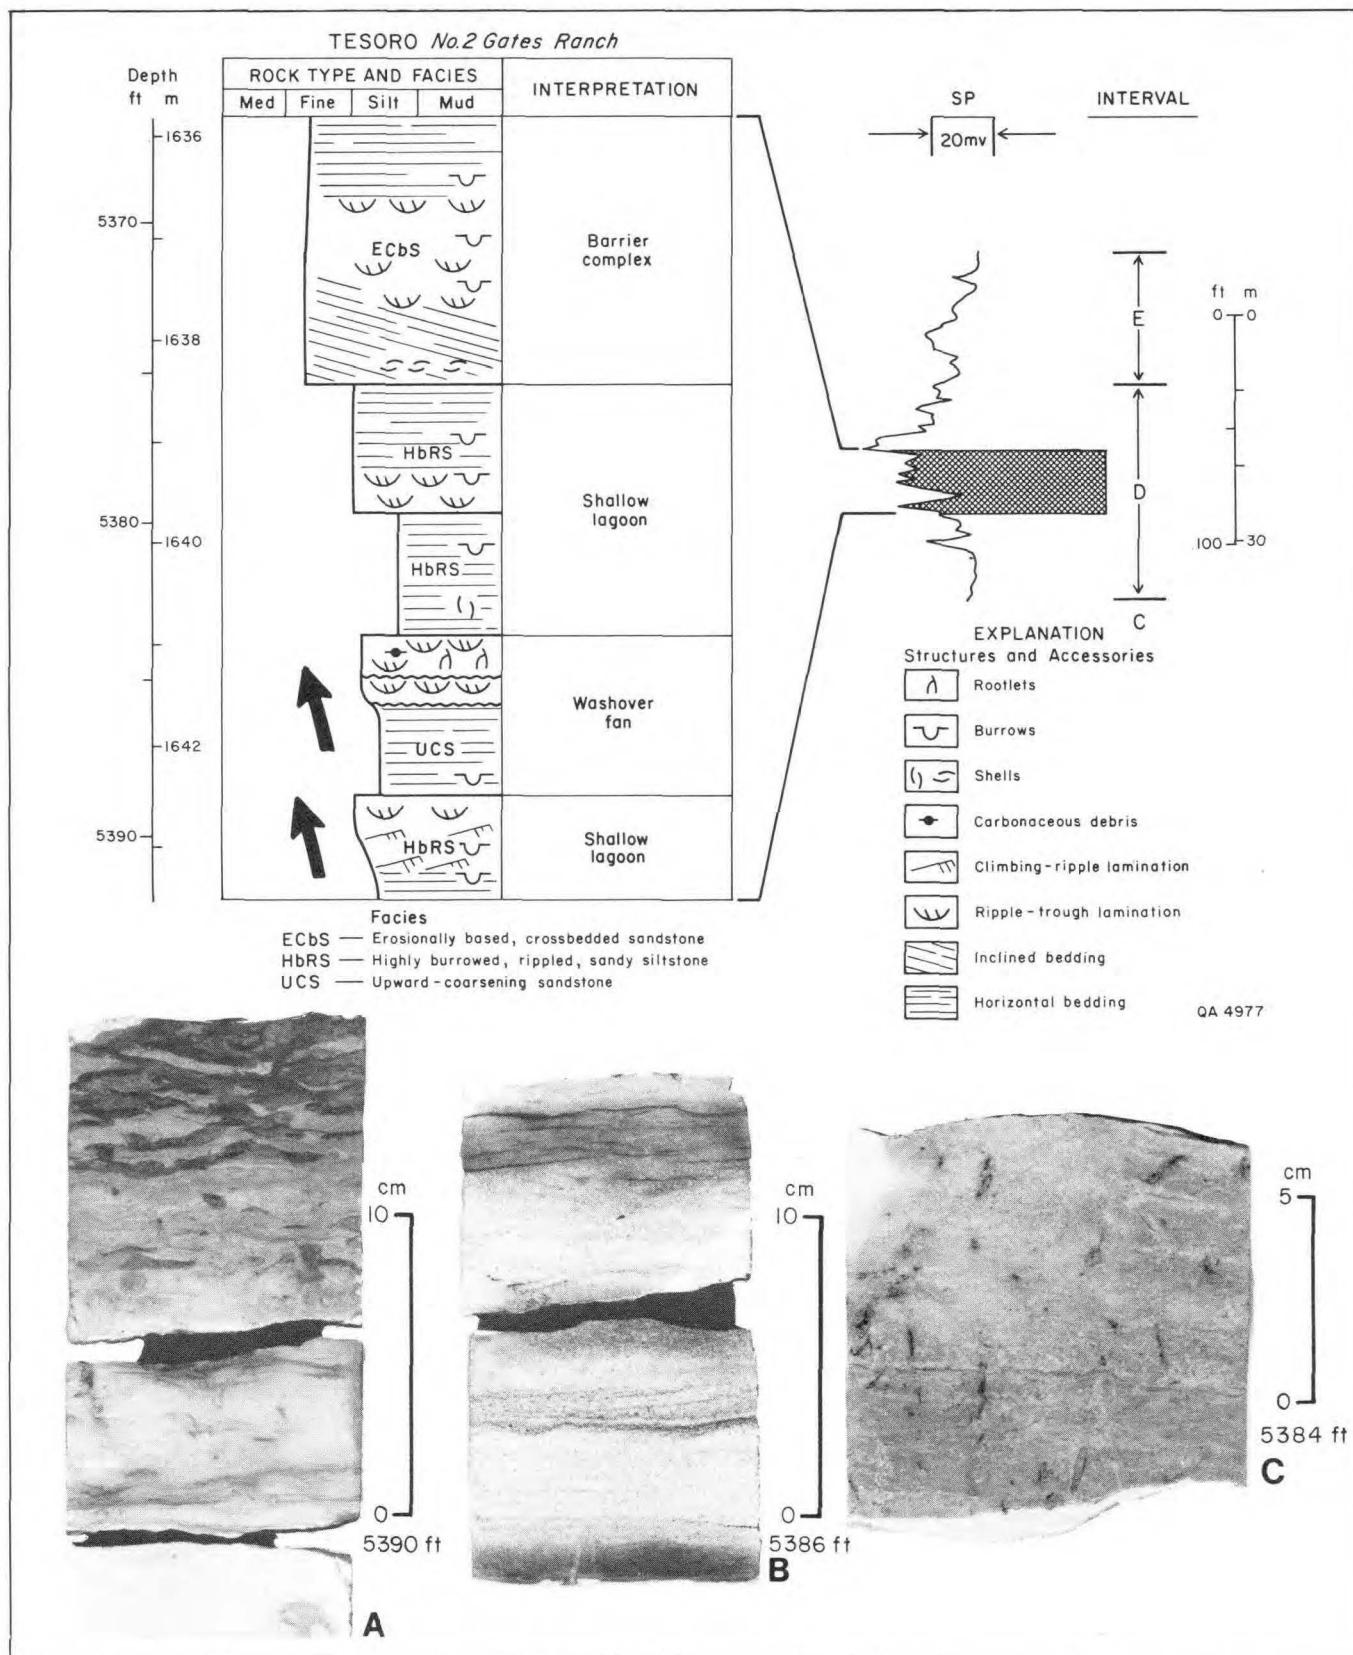 TESORO No. 2 Gates Ranch
Depth
ft m
ROCK TYPE AND FACIES
INTERPRETATION
Med Fine Silt Mud
1636
5370
1638
5380
1640
1642
5390
ECbS
HbRS
HbRS
UCS
HbRS
Barrier
complex
Shallow
lagoon
Washover
fan
Shallow
lagoon
SP
INTERVAL
20mv
E
D
C
ft m
0 0
100 30
EXPLANATION
Structures and Accessories
Rootlets
Burrows
Shells
Carbonaceous debris
Climbing-ripple lamination
Ripple-trough lamination
Inclined bedding
Horizontal bedding
QA 4977
Facies
ECbS — Erosionally based, crossbedded sandstone
HbRS — Highly burrowed, rippled, sandy siltstone
UCS — Upward-coarsening sandstone
cm
10
0
5390 ft
A
cm
10
0
5386 ft
B
cm
5
0
5384 ft
C